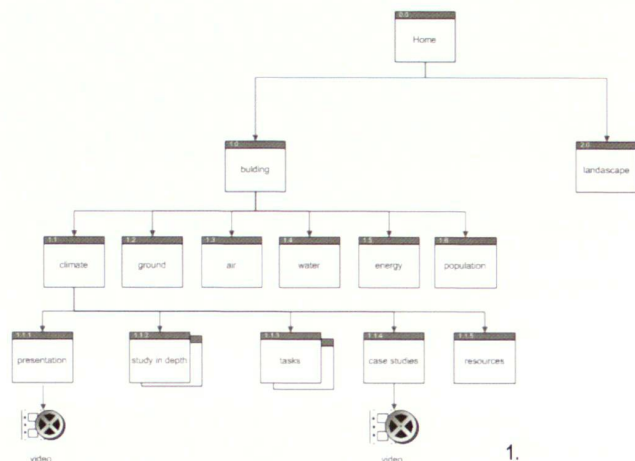 0.0
Home
1.0
bulding
2.0
landascape
1.1
climate
1.2
ground
1.3
air
1.4
water
1.5
energy
1.6
population
1.1.1
presentation
1.1.2
study in depth
1.1.3
tasks
1.1.4
case studies
1.1.5
resources
video
video
1.